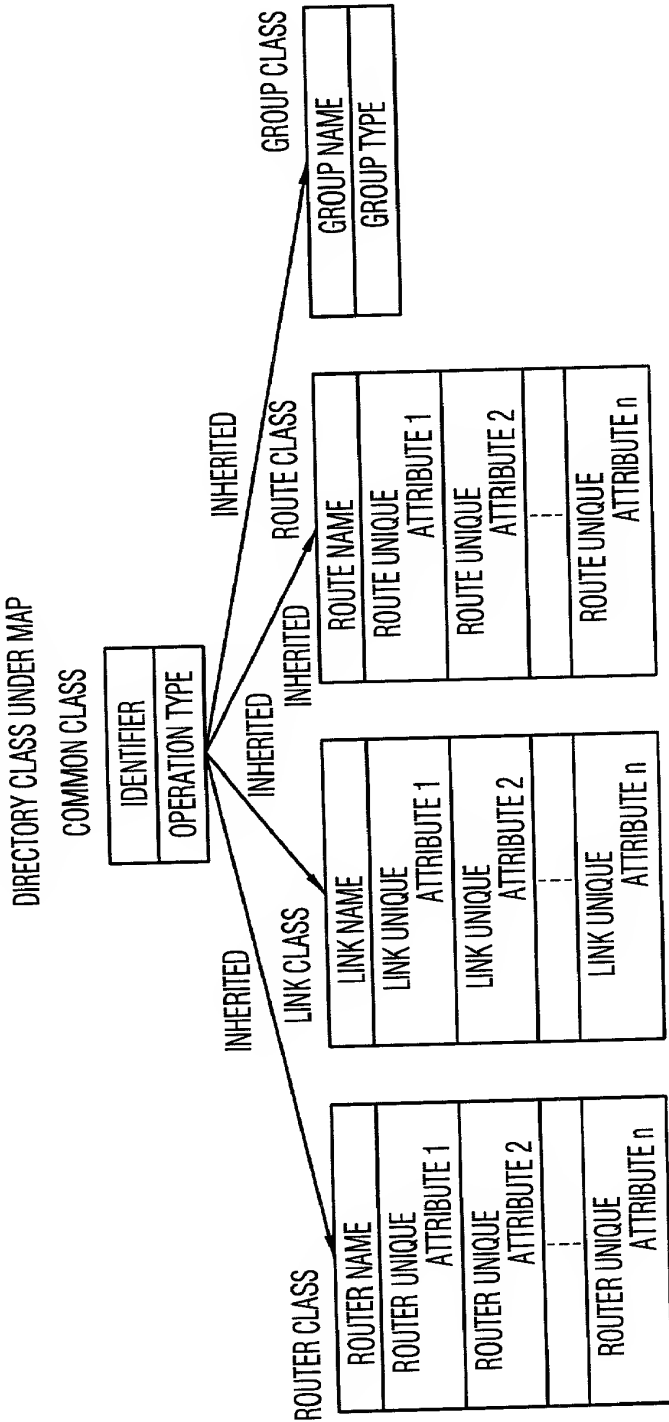 DIRECTORY CLASS UNDER MAP
COMMON CLASS
IDENTIFIER
OPERATION TYPE
INHERITED
INHERITED
INHERITED
INHERITED
ROUTER CLASS
ROUTER NAME
ROUTER UNIQUE
ATTRIBUTE 1
ROUTER UNIQUE
ATTRIBUTE 2
ROUTER UNIQUE
ATTRIBUTE n
LINK CLASS
LINK NAME
LINK UNIQUE
ATTRIBUTE 1
LINK UNIQUE
ATTRIBUTE 2
LINK UNIQUE
ATTRIBUTE n
ROUTE CLASS
ROUTE NAME
ROUTE UNIQUE
ATTRIBUTE 1
ROUTE UNIQUE
ATTRIBUTE 2
ROUTE UNIQUE
ATTRIBUTE n
GROUP CLASS
GROUP NAME
GROUP TYPE